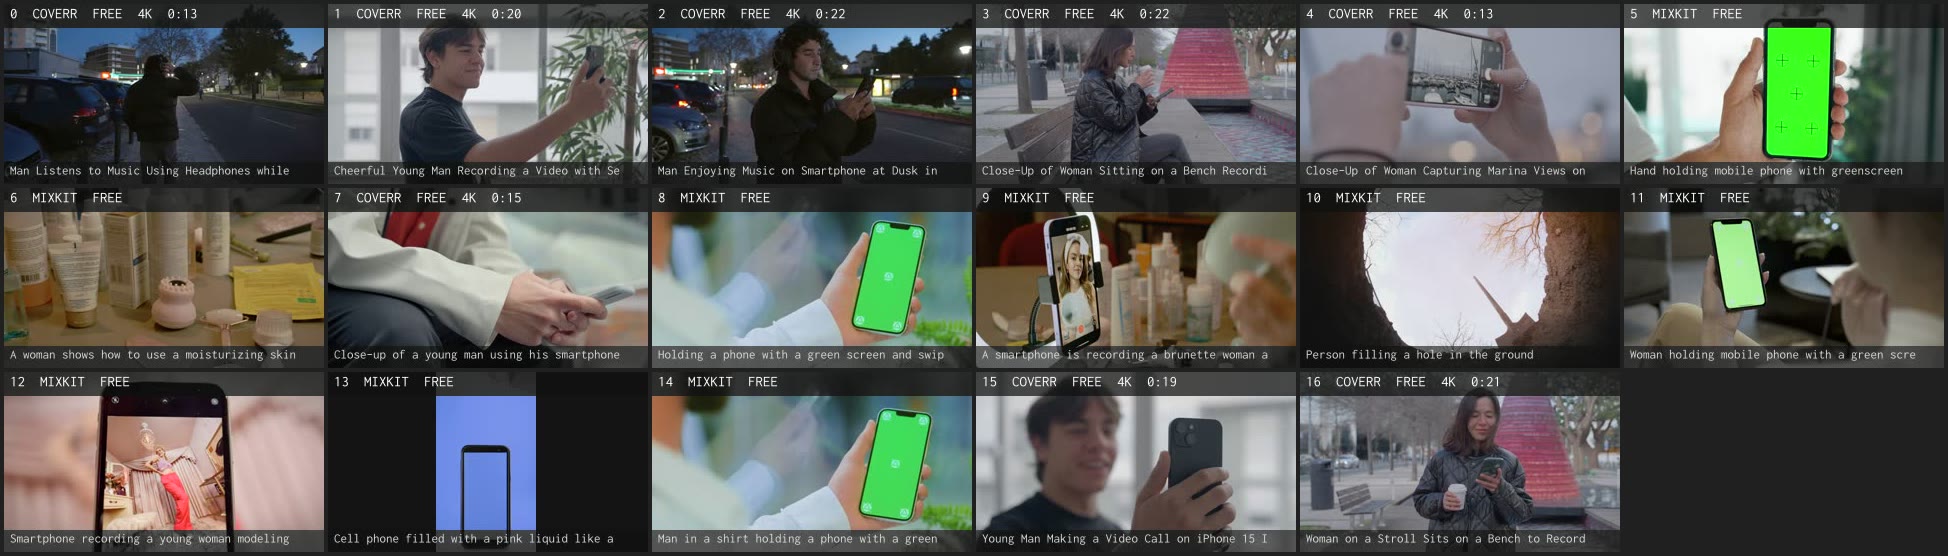 0 COVERR FREE 4K 0:13
Man Listens to Music Using Headphones while
1 COVERR FREE 4K 0:20
Cheerful Young Man Recording a Video with Se
2 COVERR FREE 4K 0:22
Man Enjoying Music on Smartphone at Dusk in
3 COVERR FREE 4K 0:22
Close-Up of Woman Sitting on a Bench Recordi
4 COVERR FREE 4K 0:13
Close-Up of Woman Capturing Marina Views on
5 MIXKIT FREE
Hand holding mobile phone with greenscreen
6 MIXKIT FREE
A woman shows how to use a moisturizing skin
7 COVERR FREE 4K 0:15
Close-up of a young man using his smartphone
8 MIXKIT FREE
Holding a phone with a green screen and swip
9 MIXKIT FREE
A smartphone is recording a brunette woman a
10 MIXKIT FREE
Person filling a hole in the ground
11 MIXKIT FREE
Woman holding mobile phone with a green scre
12 MIXKIT FREE
Smartphone recording a young woman modeling
13 MIXKIT FREE
Cell phone filled with a pink liquid like a
14 MIXKIT FREE
Man in a shirt holding a phone with a green
15 COVERR FREE 4K 0:19
Young Man Making a Video Call on iPhone 15 I
16 COVERR FREE 4K 0:21
Woman on a Stroll Sits on a Bench to Record